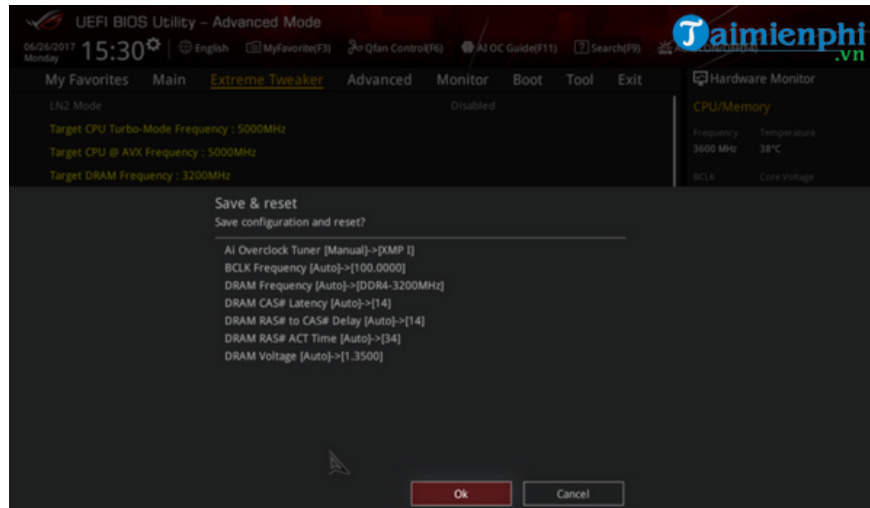 UEFI BIOS Utility – Advanced Mode
06/26/2017 Monday 15:30 English MyFavorite(F3) Qfan Control(F6) AI OC Guide(F11) Search(F9)
Taimienphi
.vn
My Favorites Main Extreme Tweaker Advanced Monitor Boot Tool Exit
Hardware Monitor
LN2 Mode Disabled
CPU/Memory
Target CPU Turbo-Mode Frequency : 5000MHz
Target CPU @ AVX Frequency : 5000MHz
Target DRAM Frequency : 3200MHz
Frequency Temperature
3600 MHz 38°C
BCLK Core Voltage
Save & reset
Save configuration and reset?
Ai Overclock Tuner [Manual]->[XMP I]
BCLK Frequency [Auto]->[100.0000]
DRAM Frequency [Auto]->[DDR4-3200MHz]
DRAM CAS# Latency [Auto]->[14]
DRAM RAS# to CAS# Delay [Auto]->[14]
DRAM RAS# ACT Time [Auto]->[34]
DRAM Voltage [Auto]->[1.3500]
Ok Cancel